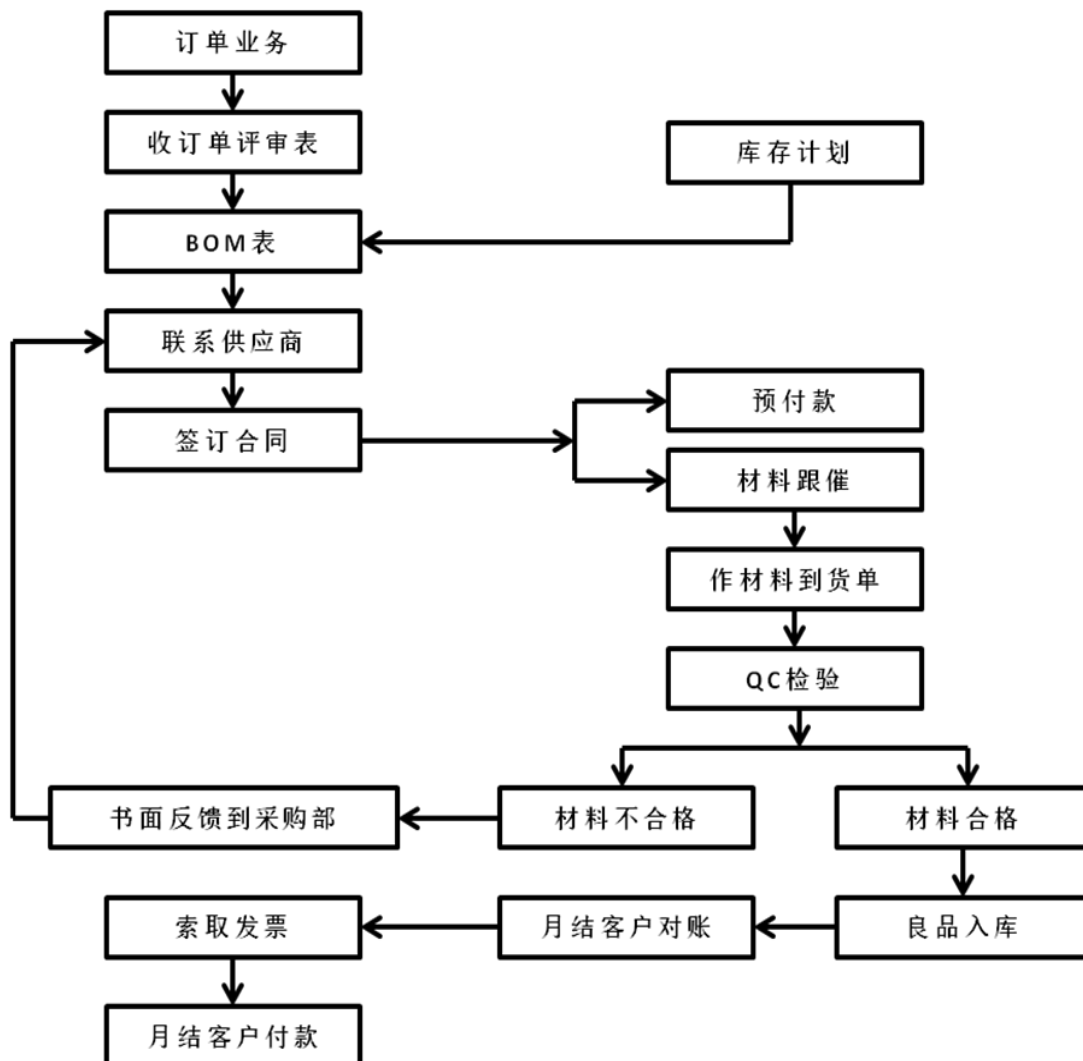 订单业务
收订单评审表
库存计划
BOM表
联系供应商
预付款
签订合同
材料跟催
作材料到货单
QC检验
书面反馈到采购部
材料不合格
材料合格
索取发票
月结客户对账
良品入库
月结客户付款